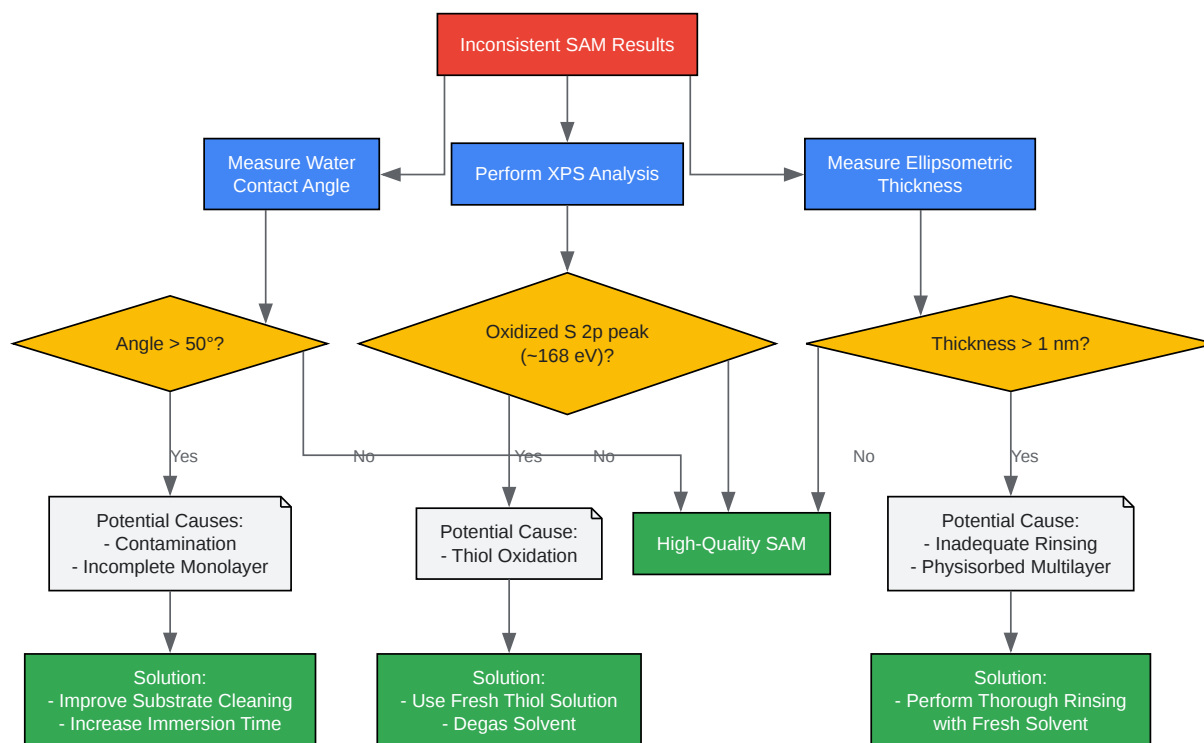 Inconsistent SAM Results
Measure Water
Contact Angle
Perform XPS Analysis
Measure Ellipsometric
Thickness
Angle > 50°?
Oxidized S 2p peak
(~168 eV)?
Thickness > 1 nm?
Yes
No
Yes
No
No
Yes
Potential Causes:
- Contamination
- Incomplete Monolayer
Potential Cause:
- Thiol Oxidation
High-Quality SAM
Potential Cause:
- Inadequate Rinsing
- Physisorbed Multilayer
Solution:
- Improve Substrate Cleaning
- Increase Immersion Time
Solution:
- Use Fresh Thiol Solution
- Degas Solvent
Solution:
- Perform Thorough Rinsing
with Fresh Solvent